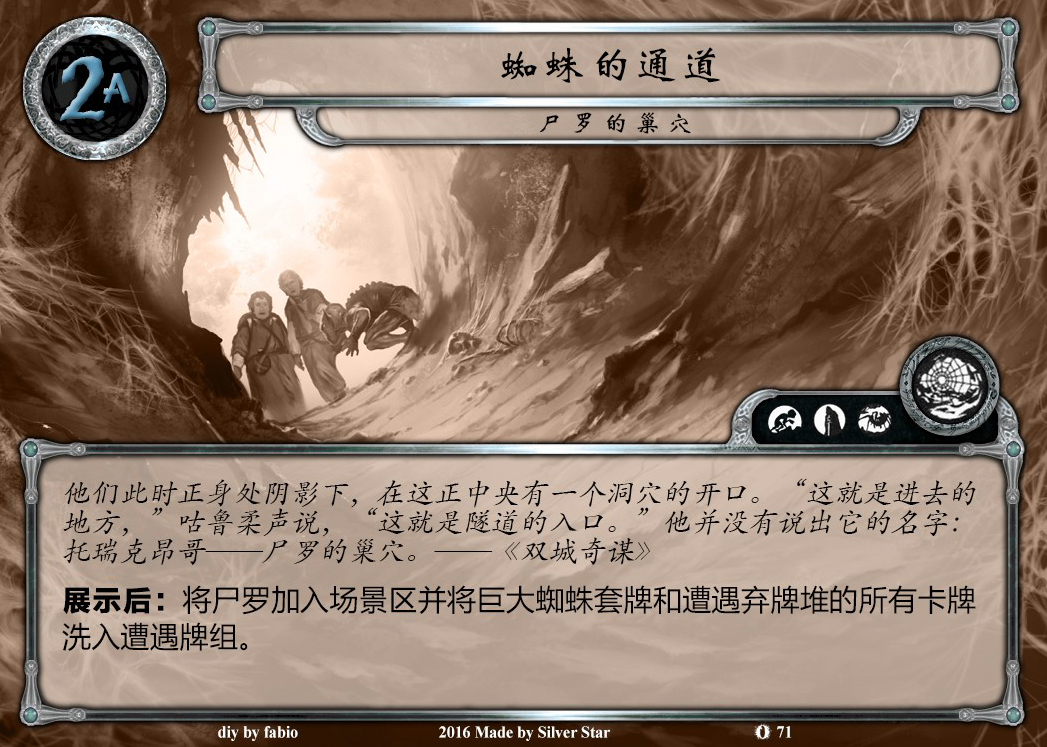 2A
蜘蛛的通道
尸罗的巢穴
他们此时正身处阴影下，在这正中央有一个洞穴的开口。“这就是进去的
地方，”咕鲁柔声说，“这就是隧道的入口。”他并没有说出它的名字：
托瑞克昂哥——尸罗的巢穴。——《双城奇谋》
展示后：将尸罗加入场景区并将巨大蜘蛛套牌和遭遇弃牌堆的所有卡牌
洗入遭遇牌组。
diy by fabio 2016 Made by Silver Star 71